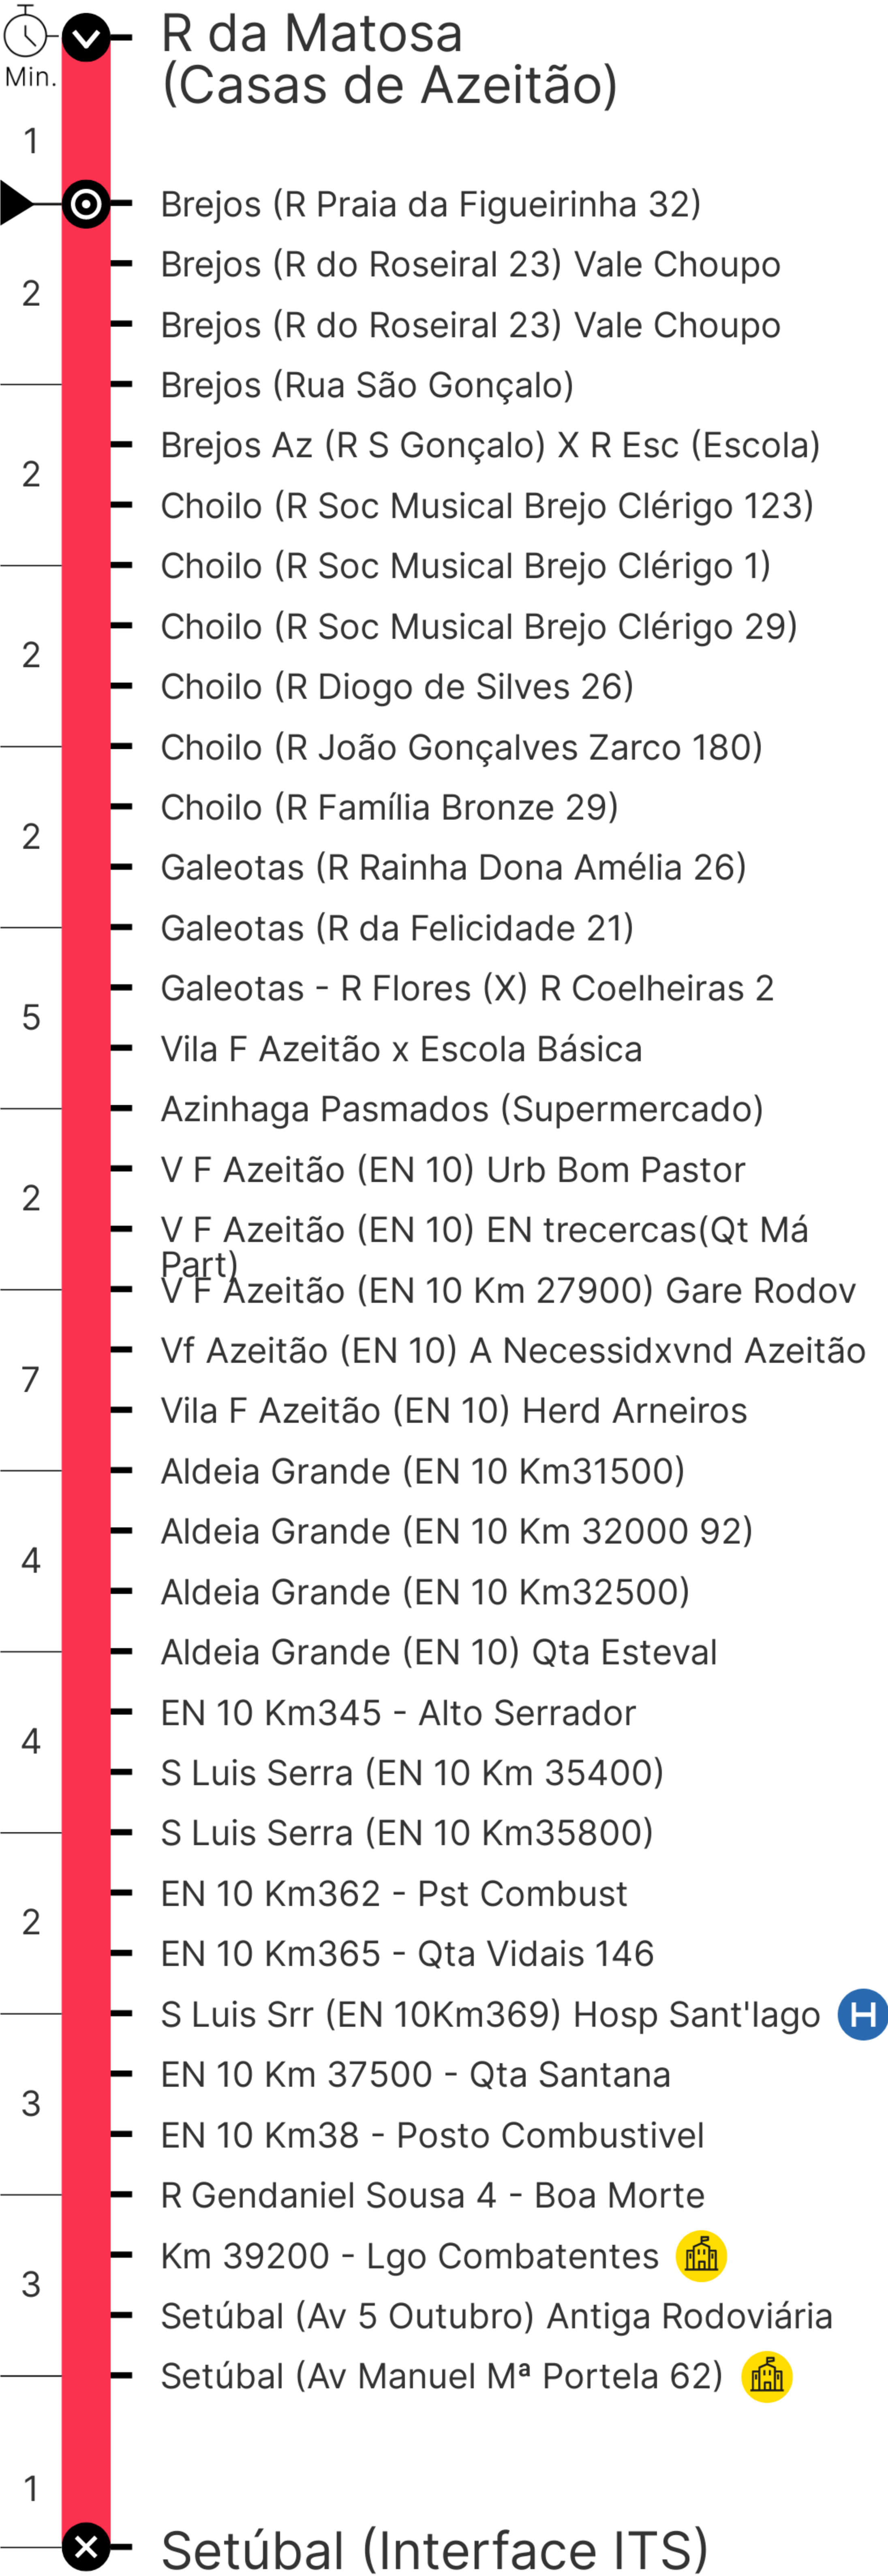 R da Matosa
(Casas de Azeitão)
Min.
1
Brejos (R Praia da Figueirinha 32)
Brejos (R do Roseiral 23) Vale Choupo
2
Brejos (R do Roseiral 23) Vale Choupo
Brejos (Rua São Gonçalo)
Brejos Az (R S Gonçalo) X R Esc (Escola)
2
Choilo (R Soc Musical Brejo Clérigo 123)
Choilo (R Soc Musical Brejo Clérigo 1)
Choilo (R Soc Musical Brejo Clérigo 29)
2
Choilo (R Diogo de Silves 26)
Choilo (R João Gonçalves Zarco 180)
Choilo (R Família Bronze 29)
2
Galeotas (R Rainha Dona Amélia 26)
Galeotas (R da Felicidade 21)
Galeotas - R Flores (X) R Coelheiras 2
5
Vila F Azeitão x Escola Básica
Azinhaga Pasmados (Supermercado)
V F Azeitão (EN 10) Urb Bom Pastor
2
V F Azeitão (EN 10) EN trecercas(Qt Má
Part)
V F Azeitão (EN 10 Km 27900) Gare Rodov
Vf Azeitão (EN 10) A Necessidxvnd Azeitão
7
Vila F Azeitão (EN 10) Herd Arneiros
Aldeia Grande (EN 10 Km31500)
Aldeia Grande (EN 10 Km 32000 92)
4
Aldeia Grande (EN 10 Km32500)
Aldeia Grande (EN 10) Qta Esteval
EN 10 Km345 - Alto Serrador
4
S Luis Serra (EN 10 Km 35400)
S Luis Serra (EN 10 Km35800)
EN 10 Km362 - Pst Combust
2
EN 10 Km365 - Qta Vidais 146
S Luis Srr (EN 10Km369) Hosp Sant'Iago H
EN 10 Km 37500 - Qta Santana
3
EN 10 Km38 - Posto Combustivel
R Gendaniel Sousa 4 - Boa Morte
Km 39200 - Lgo Combatentes
3
Setúbal (Av 5 Outubro) Antiga Rodoviária
Setúbal (Av Manuel Mª Portela 62)
1
Setúbal (Interface ITS)